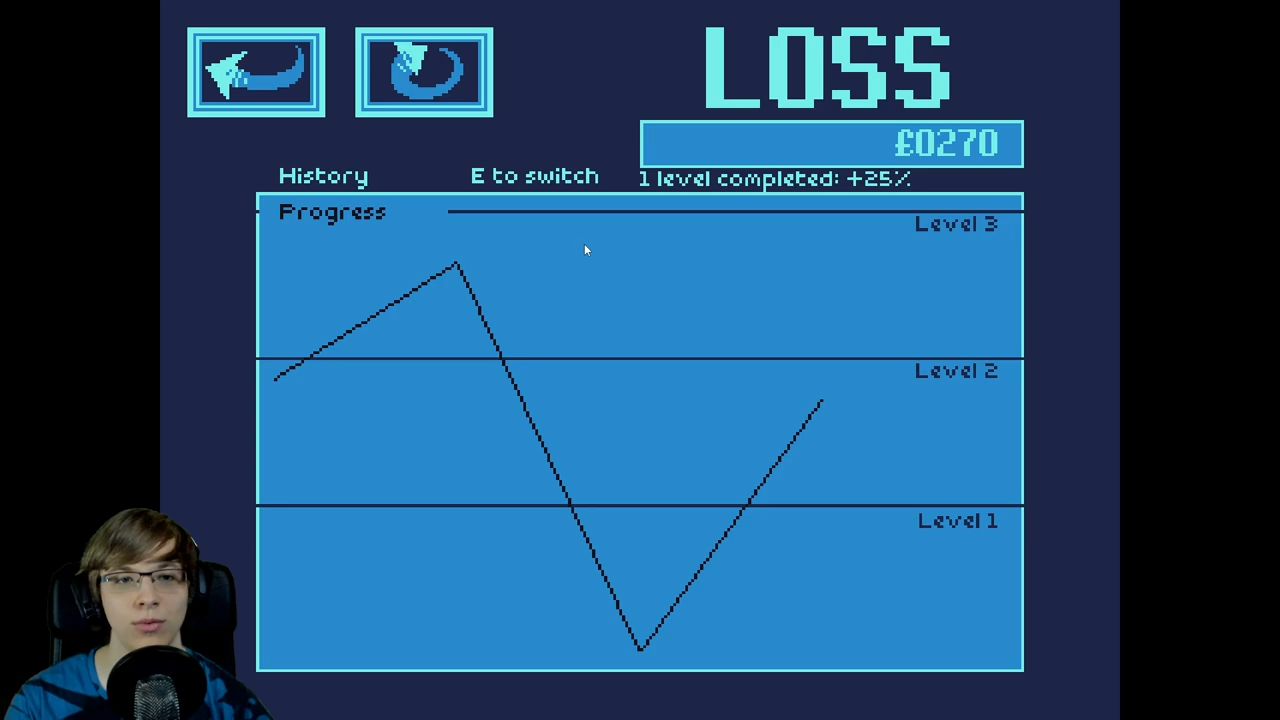 LOSS
£0270
History E to switch 1 level completed: +25%
Progress
Level 3
Level 2
Level 1